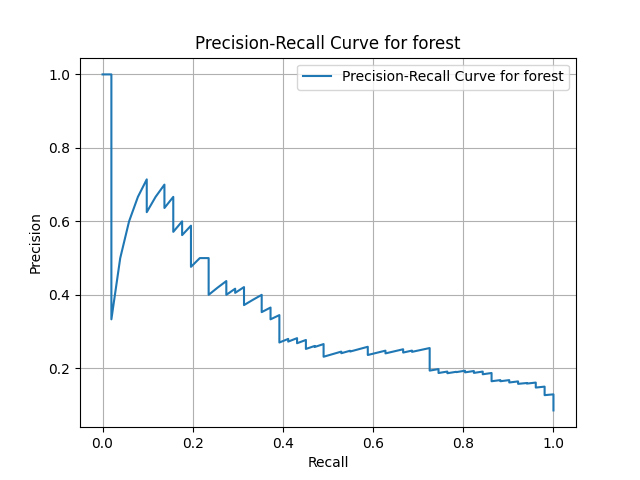 Precision-Recall Curve for forest
Precision-Recall Curve for forest
1.0
0.8
0.6
0.4
0.2
Precision
0.0 0.2 0.4 0.6 0.8 1.0
Recall